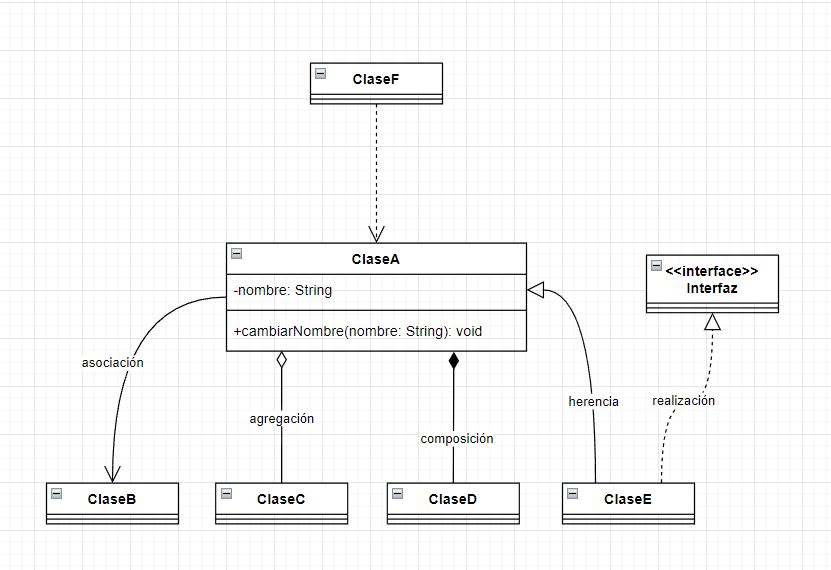 ClaseF
ClaseA
-nombre: String
+cambiarNombre(nombre: String): void
<<interface>>
Interfaz
asociación
agregación
composición
herencia
realización
ClaseB
ClaseC
ClaseD
ClaseE